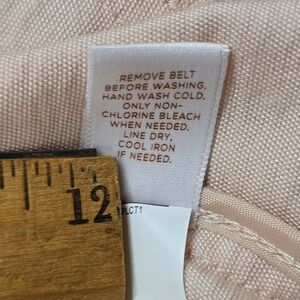 REMOVE BELT
BEFORE WASHING.
HAND WASH COLD.
ONLY NON-
CHLORINE BLEACH
WHEN NEEDED.
LINE DRY,
COOL IRON
IF NEEDED.
12